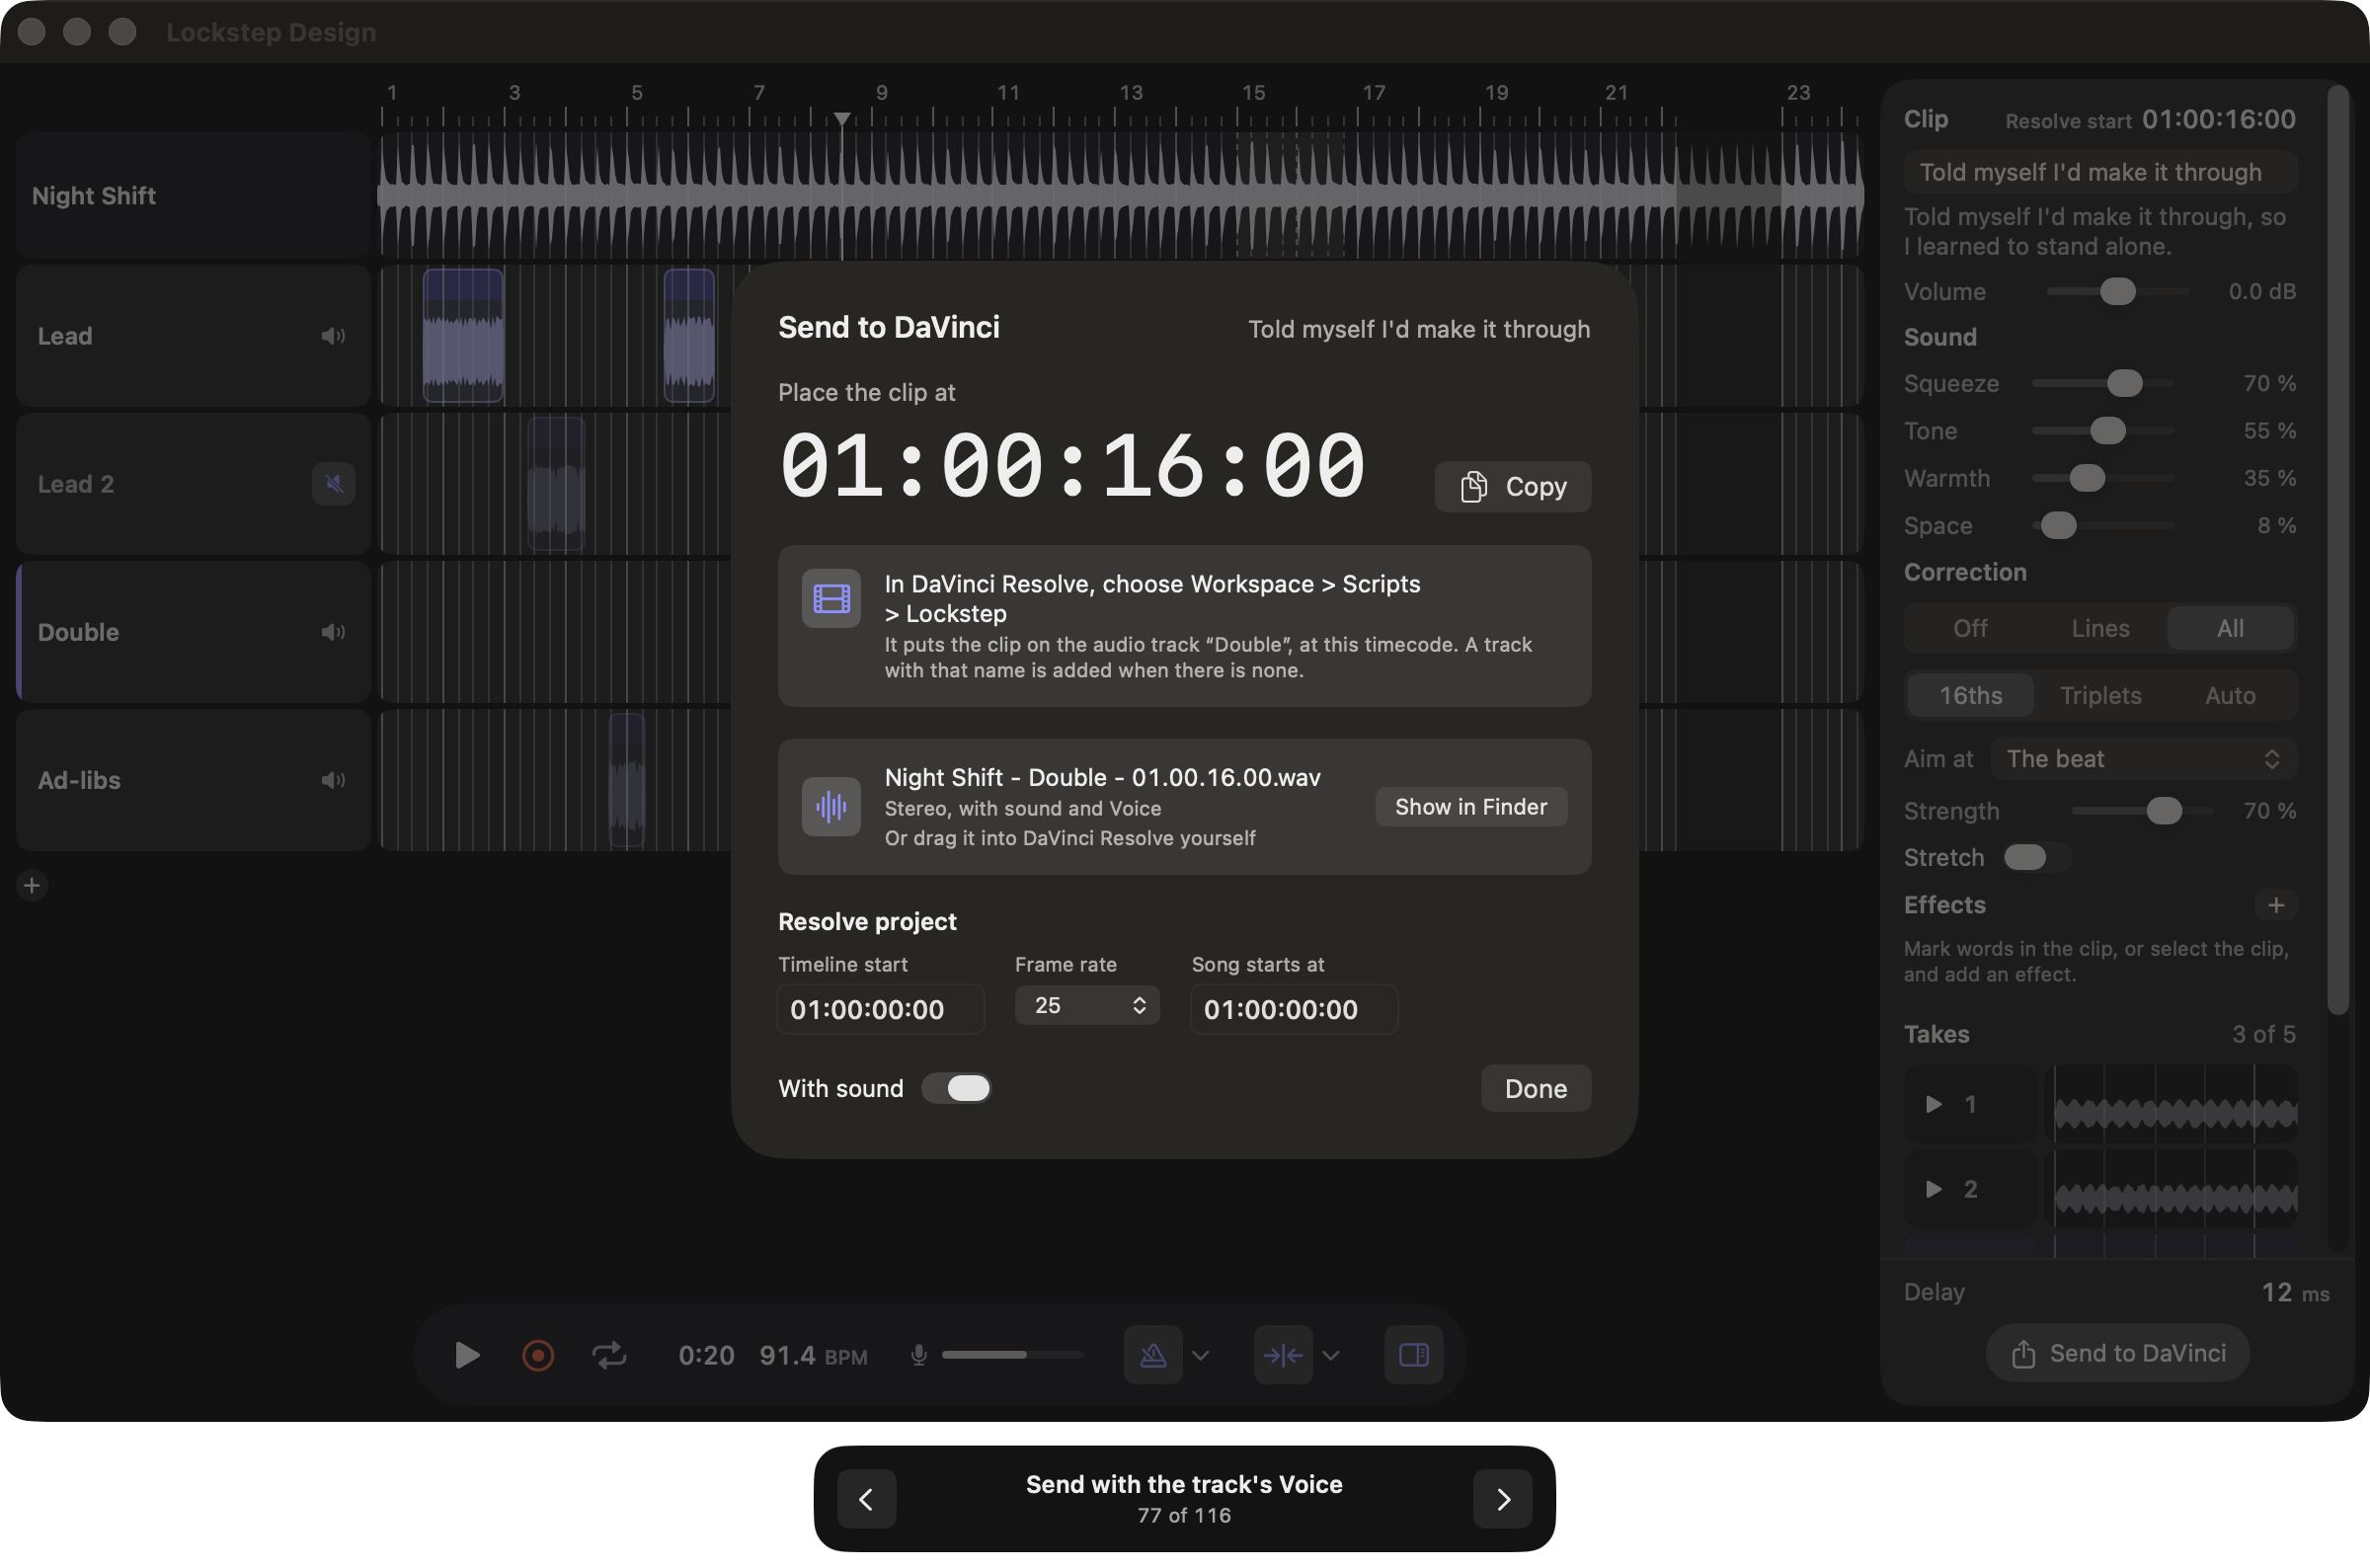 Lockstep Design
1 3 5 7 9 11 13 15 17 19 21 23
Night Shift
Lead
Lead 2
Double
Ad-libs
Send to DaVinci
Told myself I'd make it through
Place the clip at
01:00:16:00
Copy
In DaVinci Resolve, choose Workspace > Scripts
> Lockstep
It puts the clip on the audio track “Double”, at this timecode. A track
with that name is added when there is none.
Night Shift - Double - 01.00.16.00.wav
Stereo, with sound and Voice
Or drag it into DaVinci Resolve yourself
Show in Finder
Resolve project
Timeline start
Frame rate
Song starts at
01:00:00:00
25
01:00:00:00
With sound
Done
Clip
Resolve start 01:00:16:00
Told myself I'd make it through
Told myself I'd make it through, so
I learned to stand alone.
Volume 0.0 dB
Sound
Squeeze 70 %
Tone 55 %
Warmth 35 %
Space 8 %
Correction
Off Lines All
16ths Triplets Auto
Aim at The beat
Strength 70 %
Stretch
Effects
Mark words in the clip, or select the clip,
and add an effect.
Takes 3 of 5
1
2
Delay 12 ms
Send to DaVinci
0:20 91.4 BPM
Send with the track's Voice
77 of 116